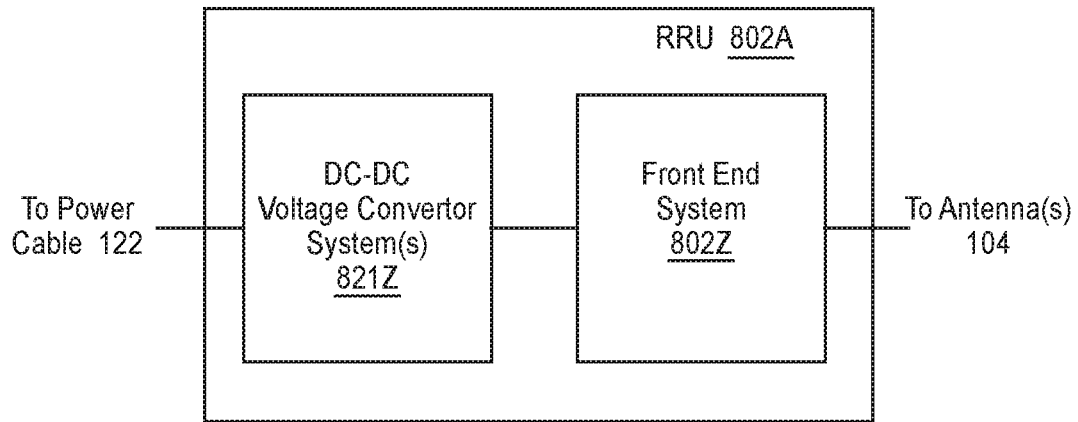 RRU 802A
To Power
Cable 122
DC-DC
Voltage Convertor
System(s)
821Z
Front End
System
802Z
To Antenna(s)
104